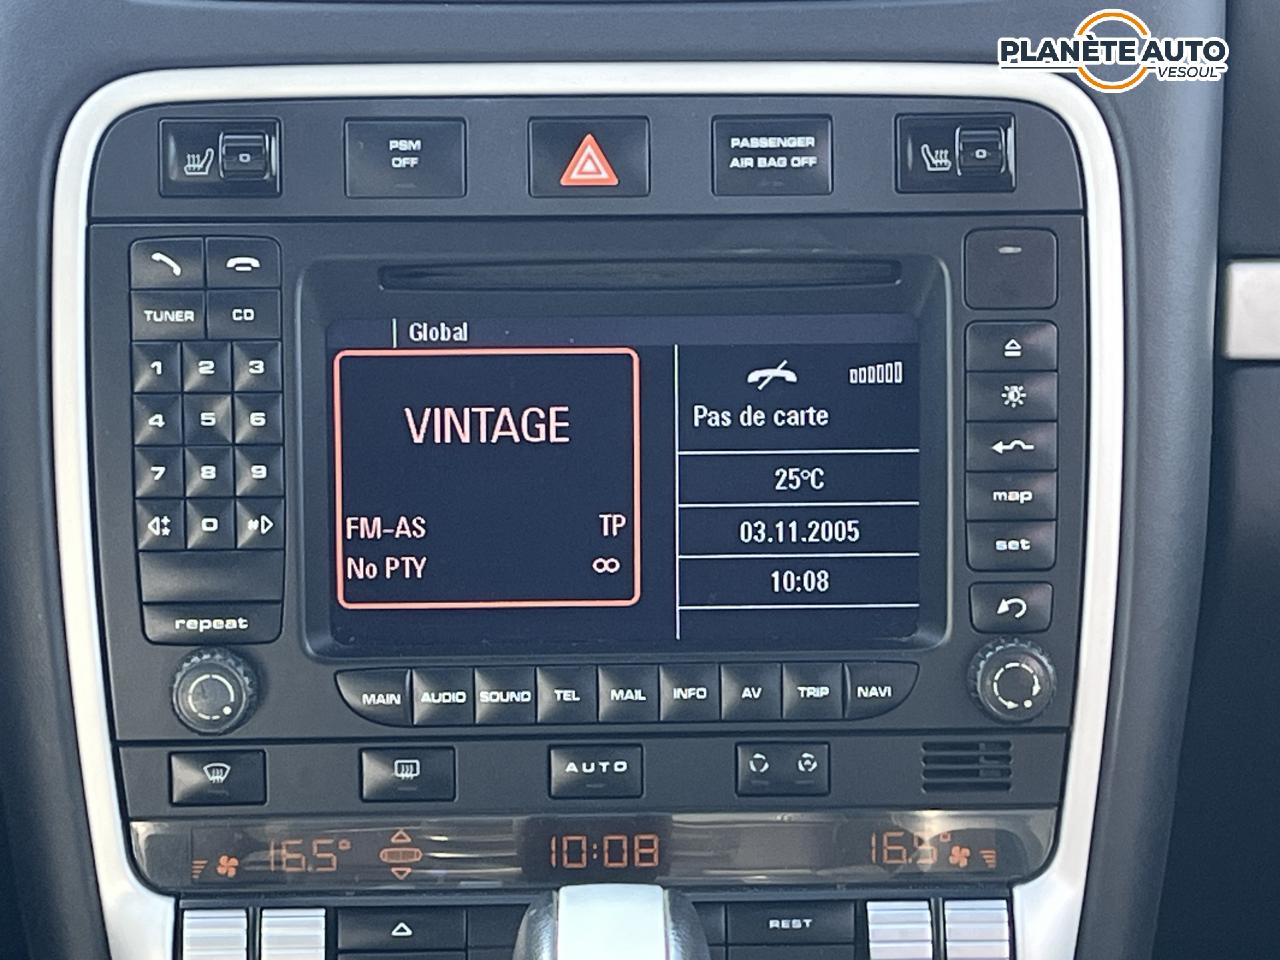 PLANÈTE AUTO
VESOUL
PSM
OFF
PASSENGER
AIR BAG OFF
TUNER
CD
1
2
3
4
5
6
7
8
9
0
repeat
Global
VINTAGE
FM-AS
TP
No PTY
∞
Pas de carte
25°C
03.11.2005
10:08
map
set
MAIN
AUDIO
SOUND
TEL
MAIL
INFO
AV
TRIP
NAVI
AUTO
16.5°
10:08
16.5°
REST